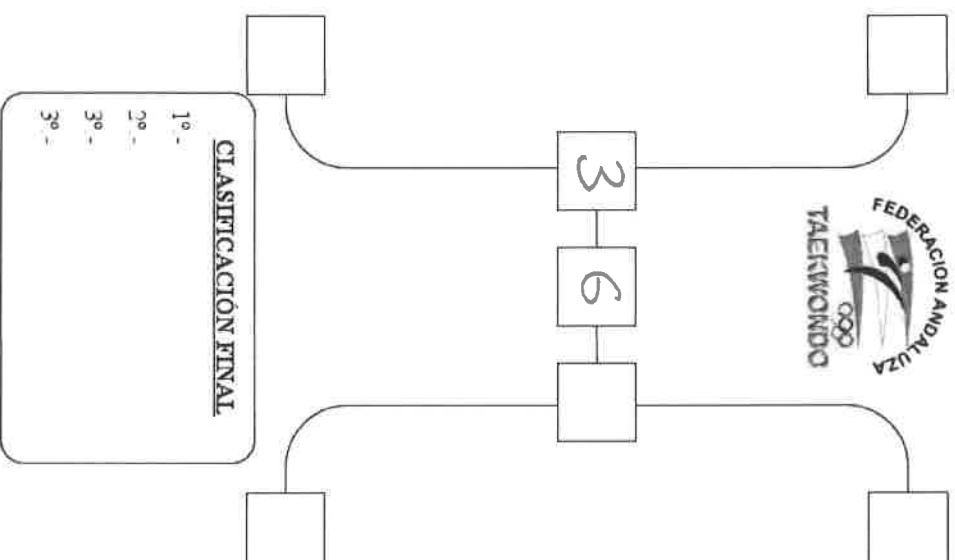 FEDERACION ANDALUZA
TAEKWONDO
3
6
CLASIFICACIÓN FINAL
1º.-
2º.-
3º.-
3º.-